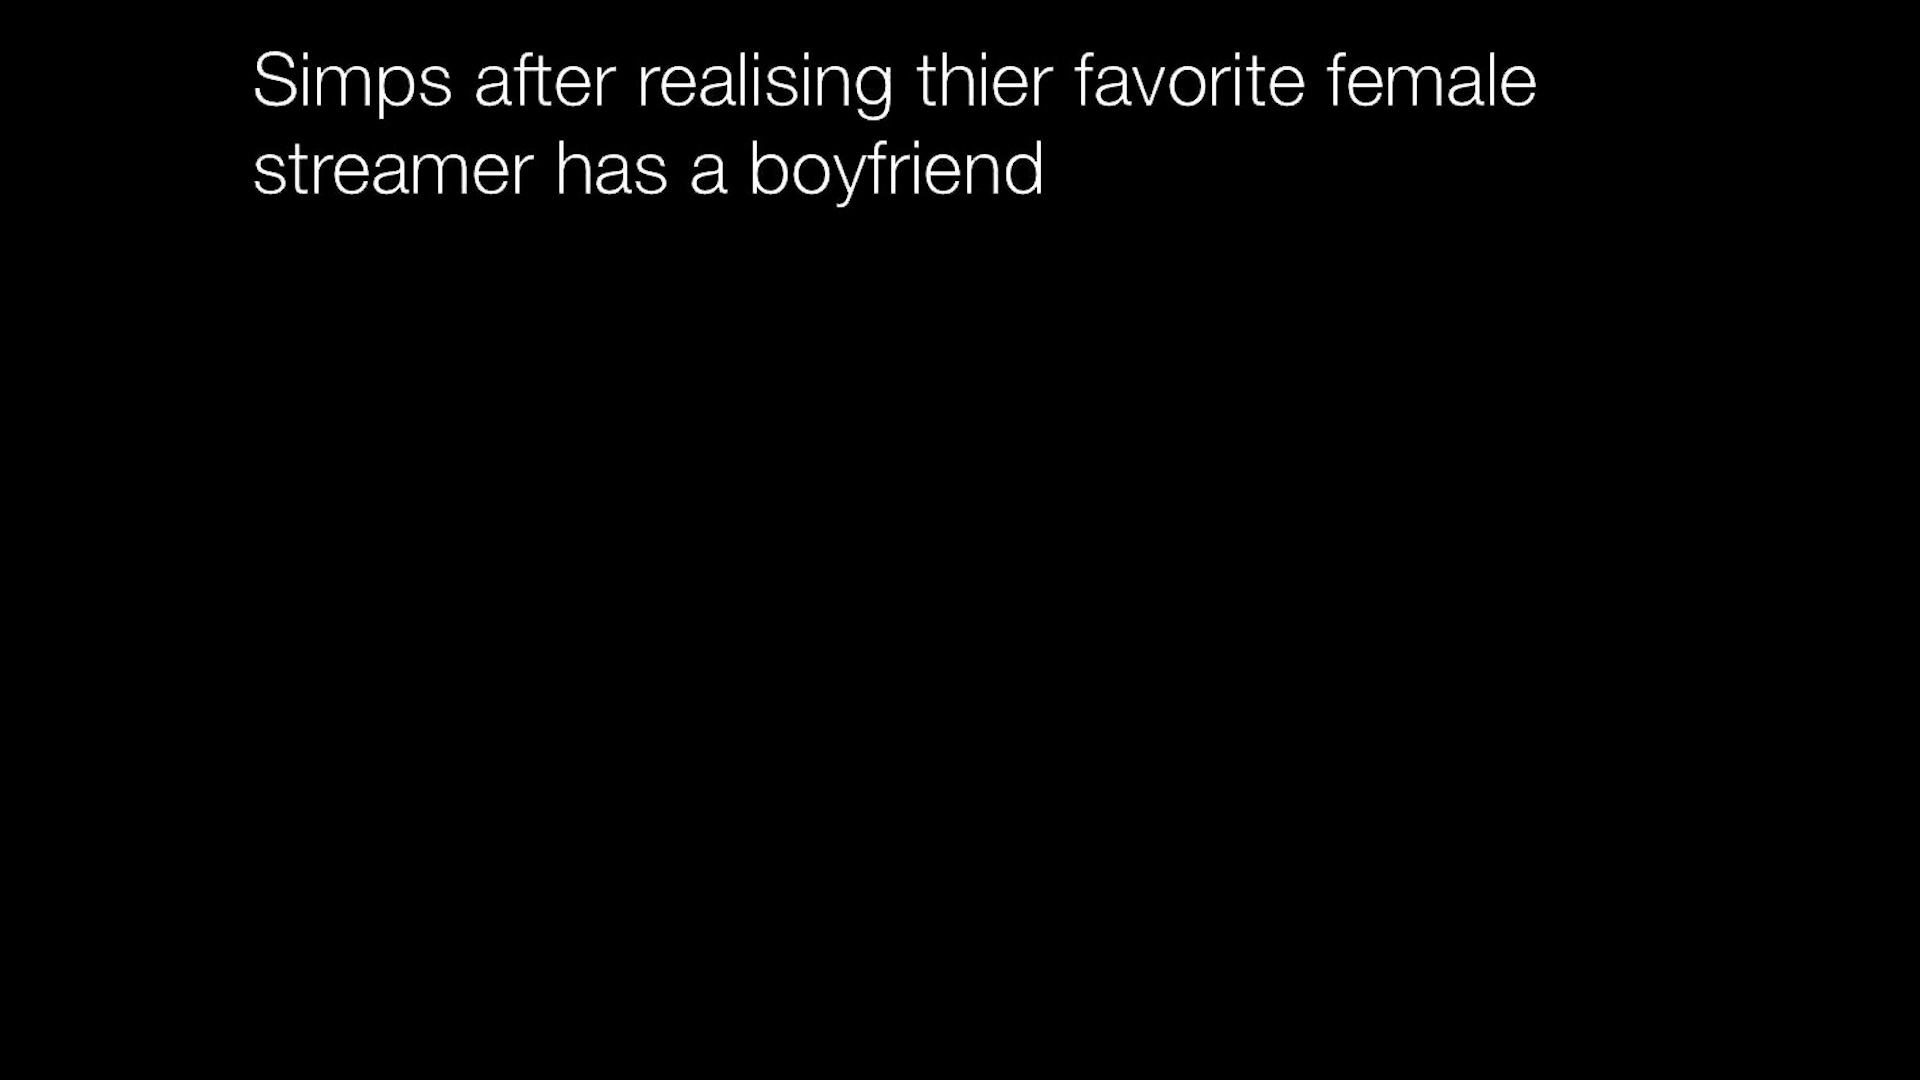 Simps after realising thier favorite female
streamer has a boyfriend